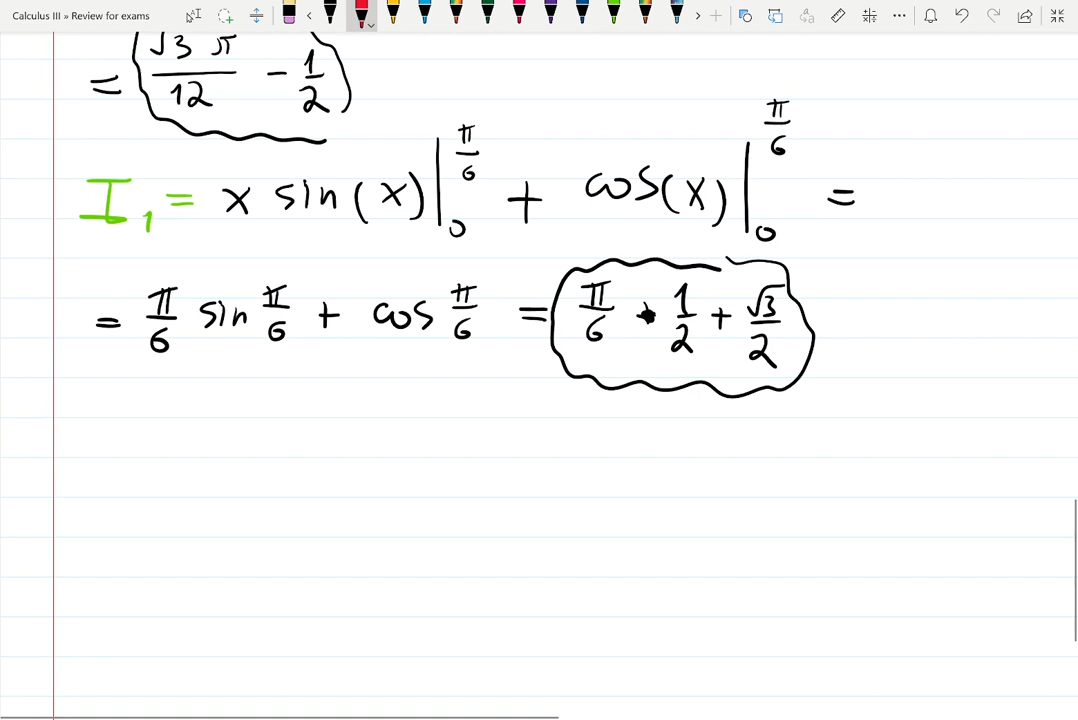 Calculus III » Review for exams
= √3 π/12 - 1/2
I₁ = x sin(x)|₀^(π/6) + cos(x)|₀^(π/6) =
= π/6 sin π/6 + cos π/6 = π/6 · 1/2 + √3/2